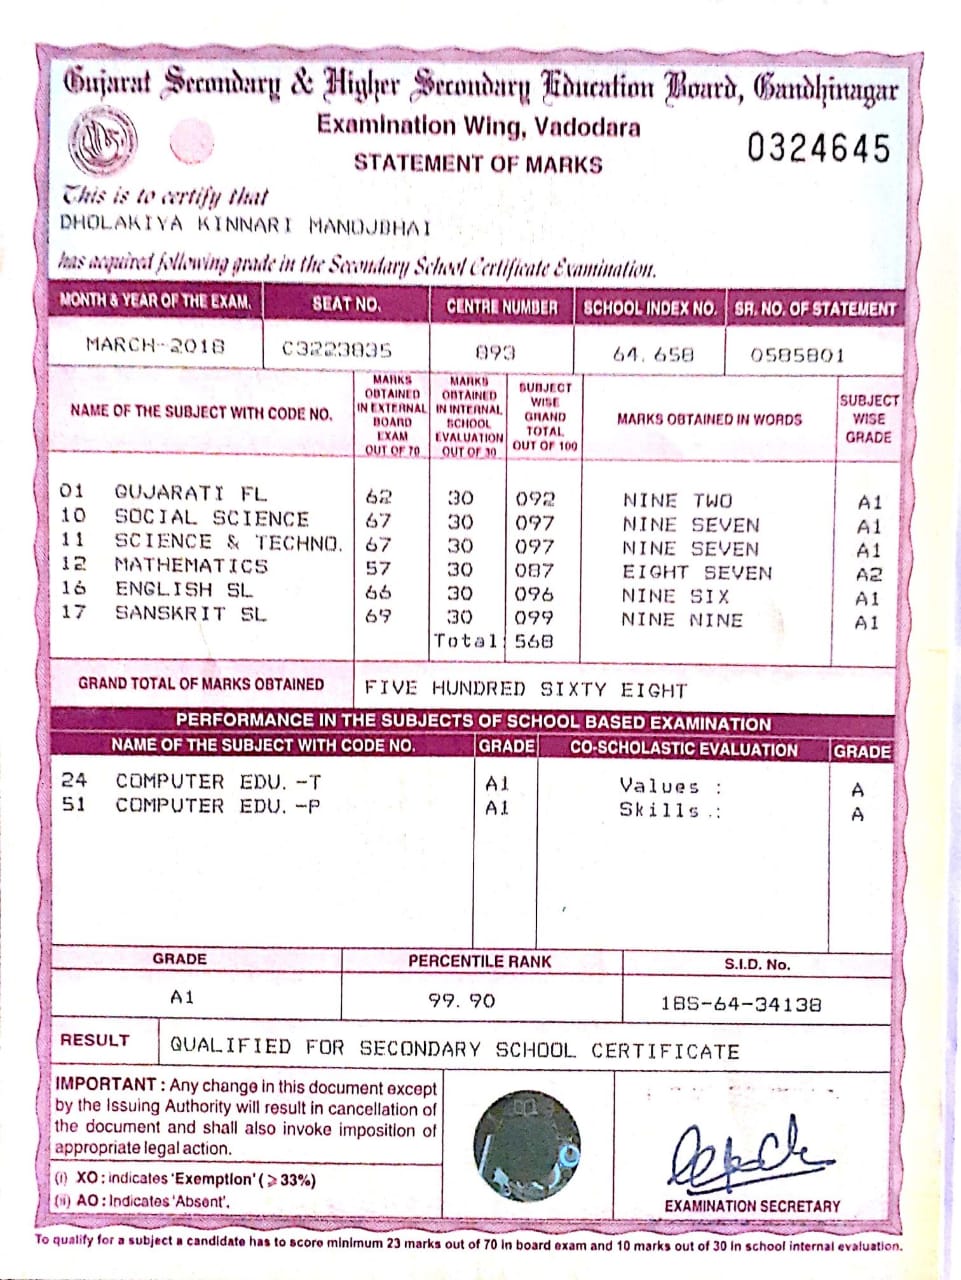 Gujarat Secondary & Higher Secondary Education Board, Gandhinagar
Examination Wing, Vadodara
0324645
STATEMENT OF MARKS
This is to certify that
DHOLAKIYA KINNARI MANOJBHAI
has acquired following grade in the Secondary School Certificate Examination.
MONTH & YEAR OF THE EXAM. SEAT NO. CENTRE NUMBER SCHOOL INDEX NO. SR. NO. OF STATEMENT
MARCH-2018 C3223835 093 64.658 0585801
NAME OF THE SUBJECT WITH CODE NO. MARKS OBTAINED IN EXTERNAL BOARD EXAM OUT OF 70 MARKS OBTAINED IN INTERNAL SCHOOL EVALUATION OUT OF 30 SUBJECT WISE GRAND TOTAL OUT OF 100 MARKS OBTAINED IN WORDS SUBJECT WISE GRADE
01 GUJARATI FL 62 30 092 NINE TWO A1
10 SOCIAL SCIENCE 67 30 097 NINE SEVEN A1
11 SCIENCE & TECHNO. 67 30 097 NINE SEVEN A1
12 MATHEMATICS 57 30 087 EIGHT SEVEN A2
16 ENGLISH SL 66 30 096 NINE SIX A1
17 SANSKRIT SL 69 30 099 NINE NINE A1
Total 568
GRAND TOTAL OF MARKS OBTAINED FIVE HUNDRED SIXTY EIGHT
PERFORMANCE IN THE SUBJECTS OF SCHOOL BASED EXAMINATION
NAME OF THE SUBJECT WITH CODE NO. GRADE CO-SCHOLASTIC EVALUATION GRADE
24 COMPUTER EDU. -T A1 Values : A
51 COMPUTER EDU. -P A1 Skills .: A
GRADE PERCENTILE RANK S.I.D. No.
A1 99.90 18S-64-34138
RESULT QUALIFIED FOR SECONDARY SCHOOL CERTIFICATE
IMPORTANT : Any change in this document except
by the Issuing Authority will result in cancellation of
the document and shall also invoke imposition of
appropriate legal action.
(i) XO : indicates 'Exemption' (⩾ 33%)
(ii) AO : Indicates 'Absent'.
EXAMINATION SECRETARY
To qualify for a subject a candidate has to score minimum 23 marks out of 70 in board exam and 10 marks out of 30 in school internal evaluation.